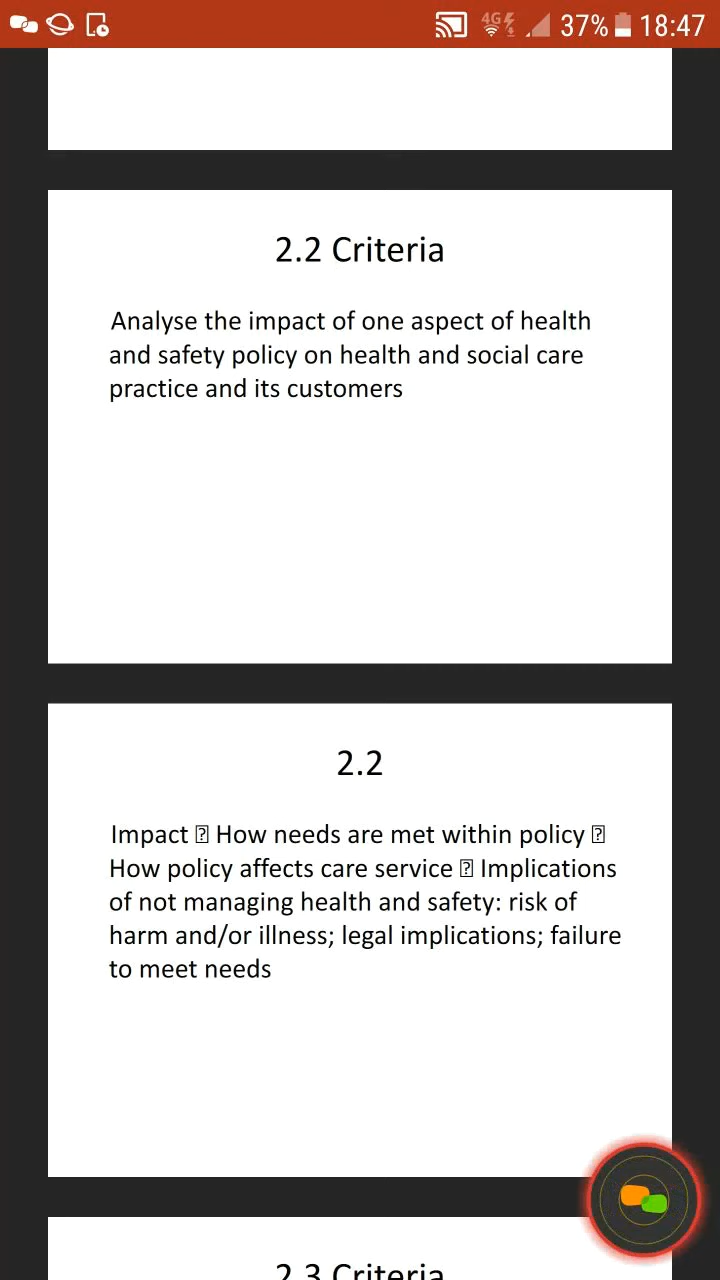 4G 37% 18:47
2.2 Criteria
Analyse the impact of one aspect of health
and safety policy on health and social care
practice and its customers
2.2
Impact ⍰ How needs are met within policy ⍰
How policy affects care service ⍰ Implications
of not managing health and safety: risk of
harm and/or illness; legal implications; failure
to meet needs
2.3 Criteria